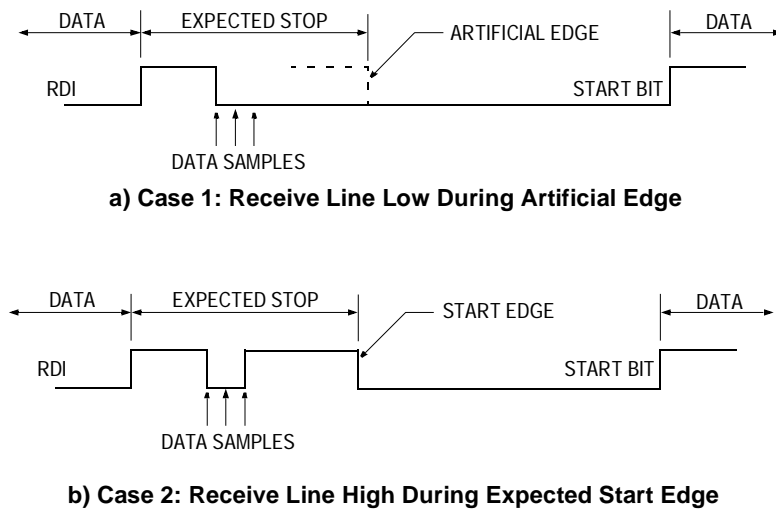 DATA EXPECTED STOP DATA
ARTIFICIAL EDGE
RDI START BIT
DATA SAMPLES
a) Case 1: Receive Line Low During Artificial Edge
DATA EXPECTED STOP DATA
START EDGE
RDI START BIT
DATA SAMPLES
b) Case 2: Receive Line High During Expected Start Edge